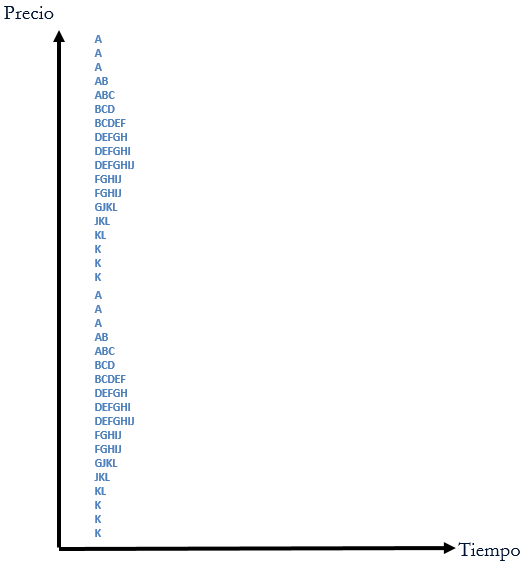 Precio
A
A
A
AB
ABC
BCD
BCDEF
DEFGH
DEFGHI
DEFGHIJ
FGHIJ
FGHIJ
GJKL
JKL
KL
K
K
K
A
A
A
AB
ABC
BCD
BCDEF
DEFGH
DEFGHI
DEFGHIJ
FGHIJ
FGHIJ
GJKL
JKL
KL
K
K
K
Tiempo